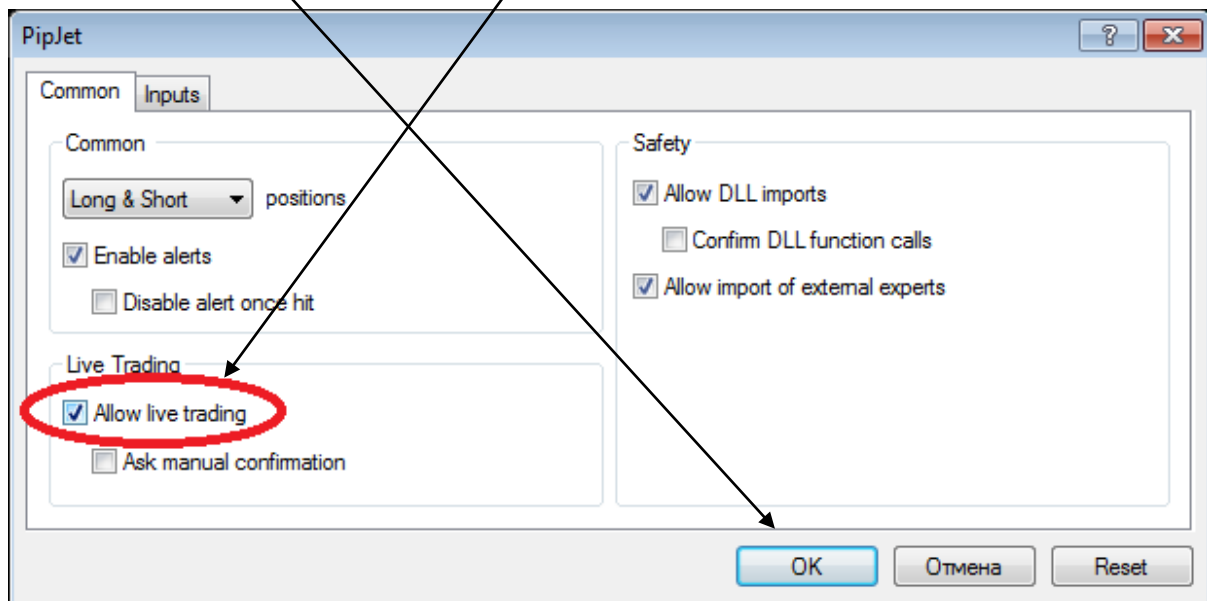 PipJet
Common Inputs
Common
Long & Short positions
Enable alerts
Disable alert once hit
Live Trading
Allow live trading
Ask manual confirmation
Safety
Allow DLL imports
Confirm DLL function calls
Allow import of external experts
OK Отмена Reset